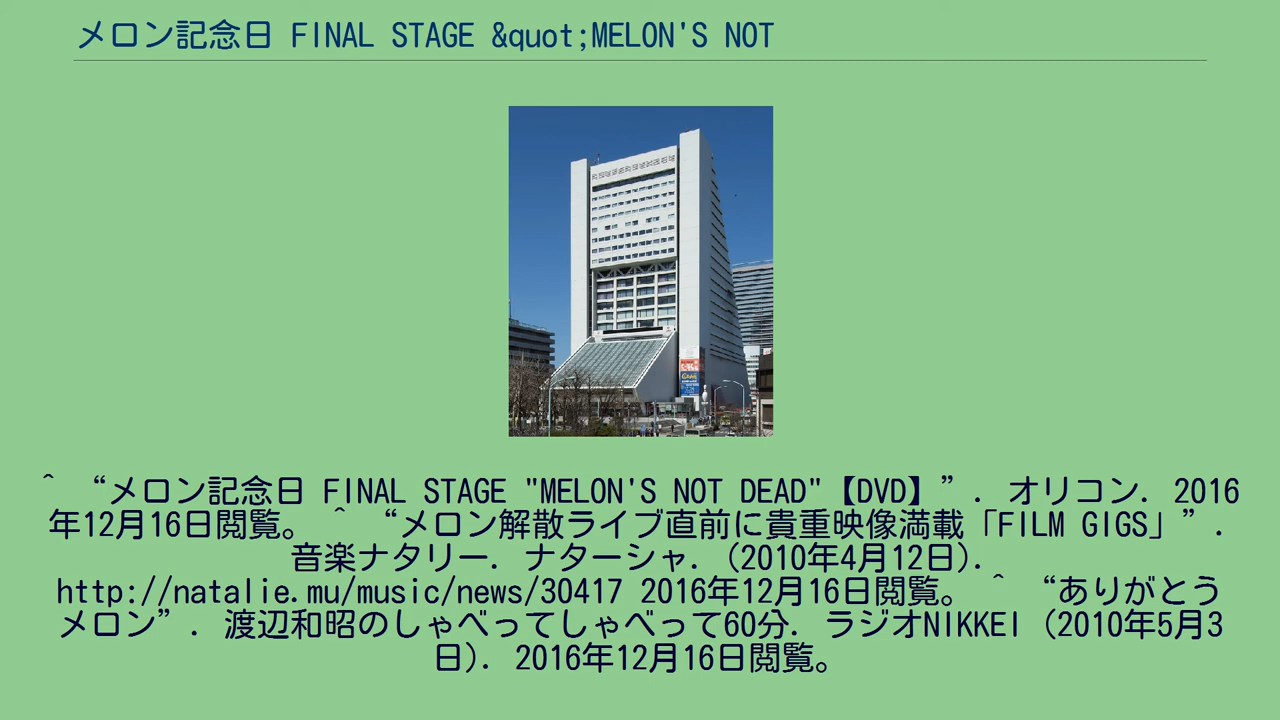 メロン記念日 FINAL STAGE &quot;MELON'S NOT
^ “メロン記念日 FINAL STAGE "MELON'S NOT DEAD"【DVD】”. オリコン. 2016
年12月16日閲覧。 ^ “メロン解散ライブ直前に貴重映像満載「FILM GIGS」”.
音楽ナタリー. ナターシャ. (2010年4月12日).
http://natalie.mu/music/news/30417 2016年12月16日閲覧。 ^ “ありがとう
メロン”. 渡辺和昭のしゃべってしゃべって60分. ラジオNIKKEI (2010年5月3
日). 2016年12月16日閲覧。